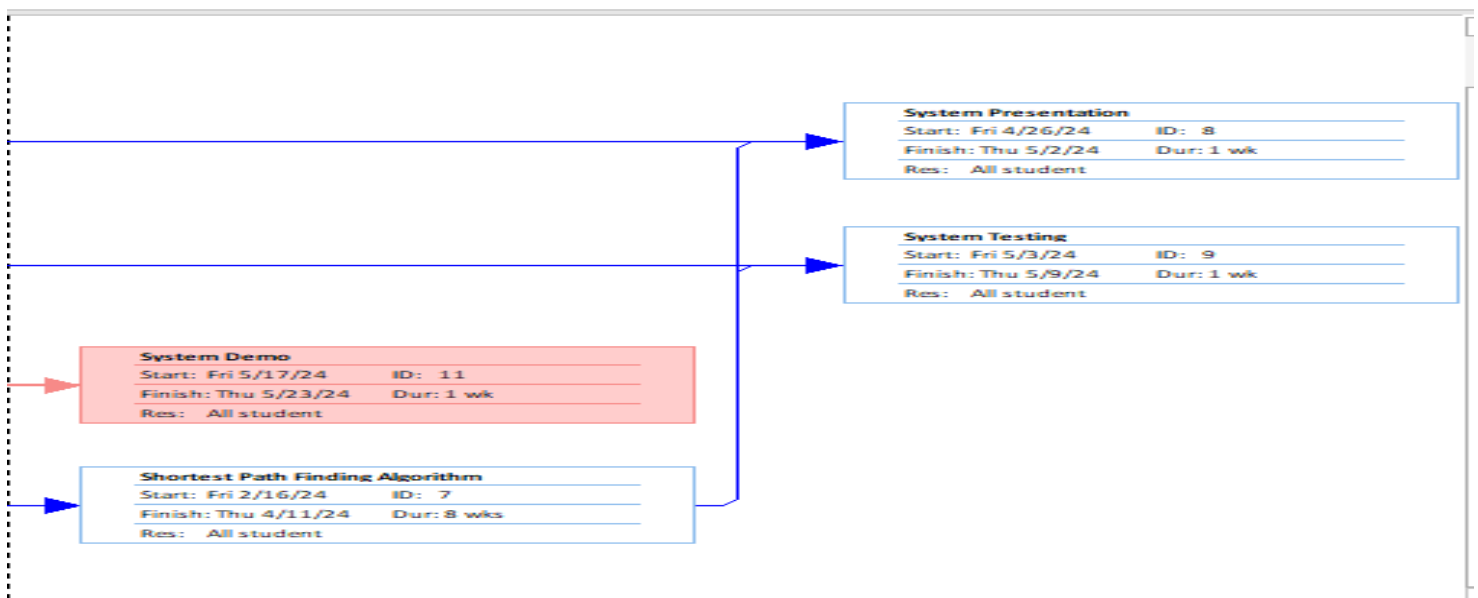 System Presentation
Start: Fri 4/26/24 ID: 8
Finish: Thu 5/2/24 Dur: 1 wk
Res: All student
System Testing
Start: Fri 5/3/24 ID: 9
Finish: Thu 5/9/24 Dur: 1 wk
Res: All student
System Demo
Start: Fri 5/17/24 ID: 11
Finish: Thu 5/23/24 Dur: 1 wk
Res: All student
Shortest Path Finding Algorithm
Start: Fri 2/16/24 ID: 7
Finish: Thu 4/11/24 Dur: 8 wks
Res: All student